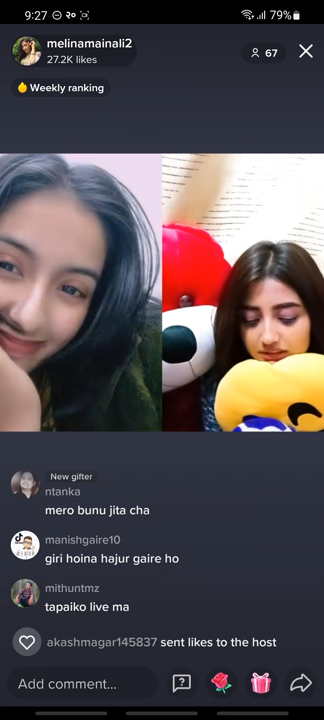 9:27 २० 79%
melinamainali2
27.2K likes
67
Weekly ranking
New gifter
ntanka
mero bunu jita cha
manishgaire10
giri hoina hajur gaire ho
mithuntmz
tapaiko live ma
akashmagar145837 sent likes to the host
Add comment...